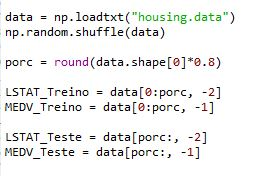 data = np.loadtxt("housing.data")
np.random.shuffle(data)
porc = round(data.shape[0]*0.8)
LSTAT_Treino = data[0:porc, -2]
MEDV_Treino = data[0:porc, -1]
LSTAT_Teste = data[porc:, -2]
MEDV_Teste = data[porc:, -1]